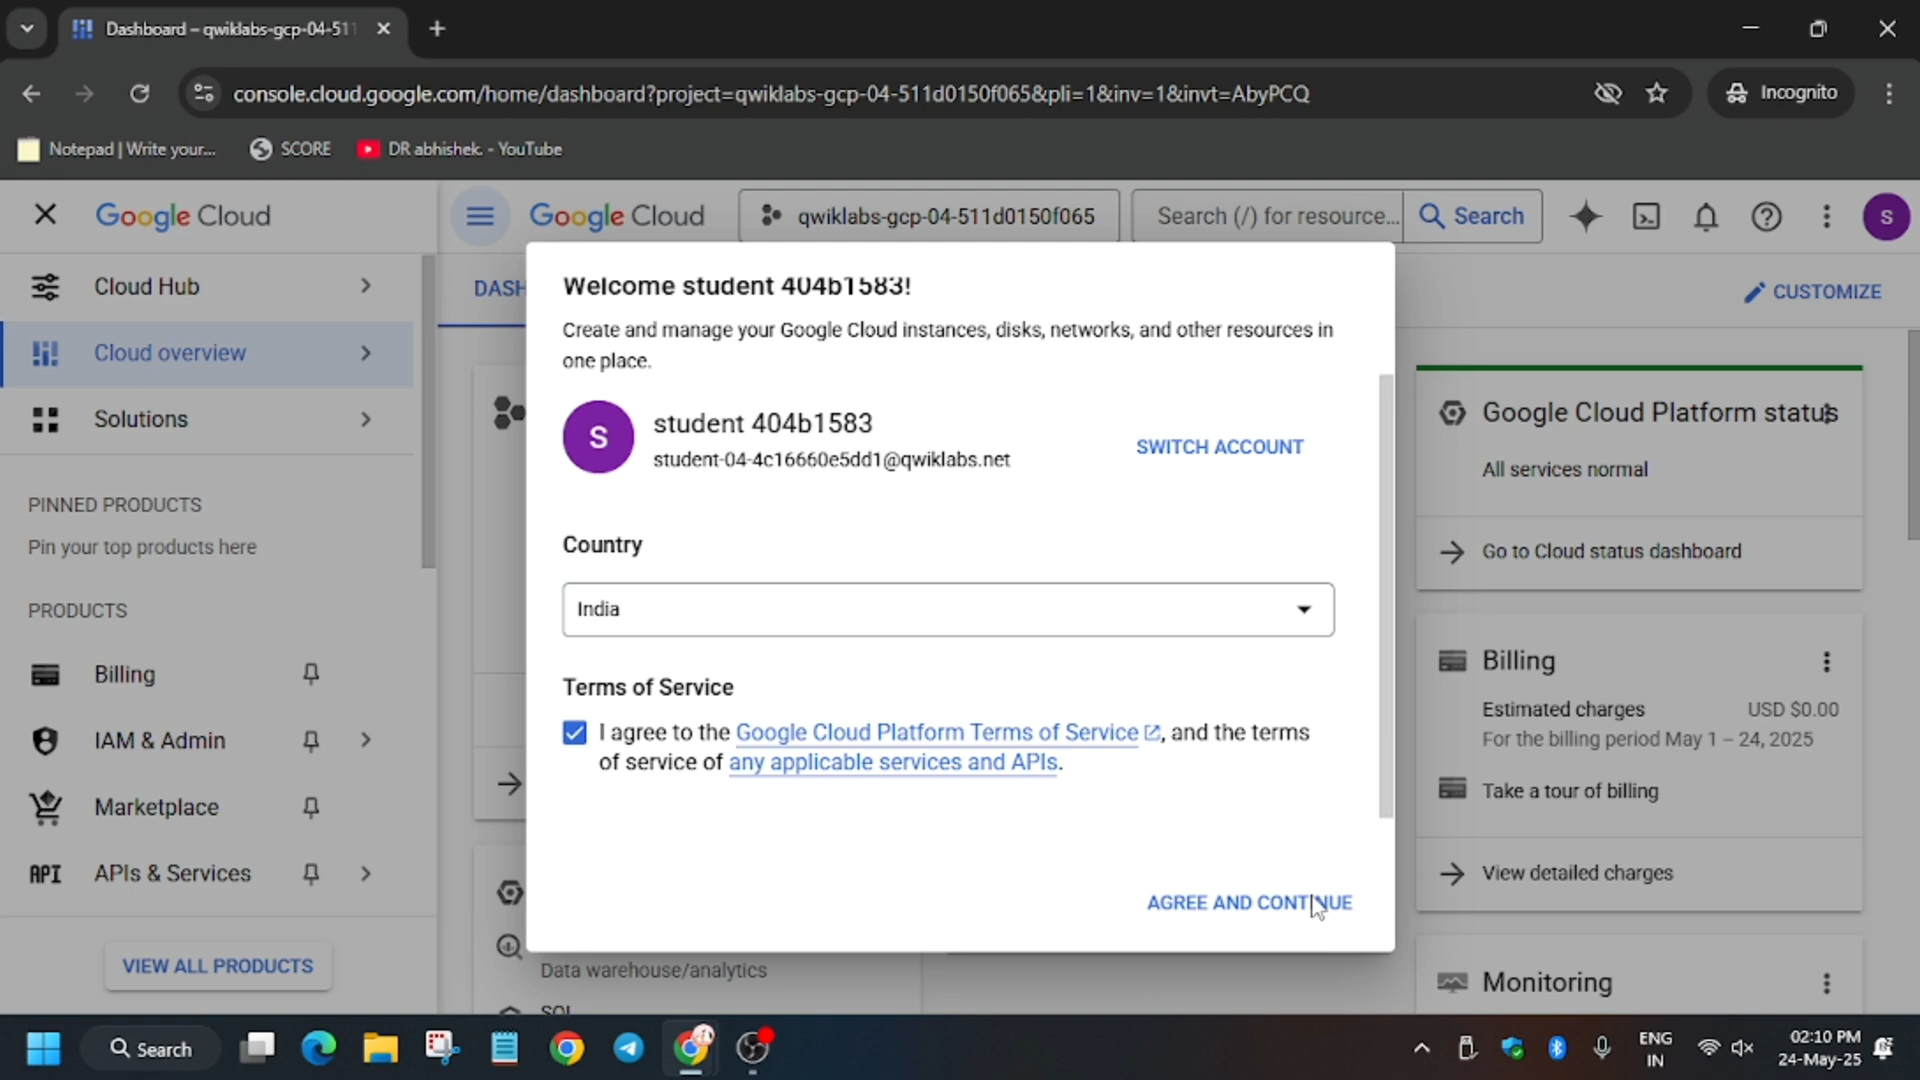 Dashboard – qwiklabs-gcp-04-511
console.cloud.google.com/home/dashboard?project=qwiklabs-gcp-04-511d0150f065&pli=1&inv=1&invt=AbyPCQ
Incognito
Notepad | Write your...
SCORE
DR abhishek. - YouTube
Google Cloud
Google Cloud
qwiklabs-gcp-04-511d0150f065
Search (/) for resource...
Search
S
Cloud Hub
Cloud overview
Solutions
PINNED PRODUCTS
Pin your top products here
PRODUCTS
Billing
IAM & Admin
Marketplace
API APIs & Services
VIEW ALL PRODUCTS
DASH
CUSTOMIZE
Welcome student 404b1583!
Create and manage your Google Cloud instances, disks, networks, and other resources in
one place.
S
student 404b1583
student-04-4c16660e5dd1@qwiklabs.net
SWITCH ACCOUNT
Country
India
Terms of Service
I agree to the Google Cloud Platform Terms of Service, and the terms
of service of any applicable services and APIs.
AGREE AND CONTINUE
Data warehouse/analytics
SQL
Google Cloud Platform status
All services normal
Go to Cloud status dashboard
Billing
Estimated charges USD $0.00
For the billing period May 1 – 24, 2025
Take a tour of billing
View detailed charges
Monitoring
Search
ENG
IN
02:10 PM
24-May-25